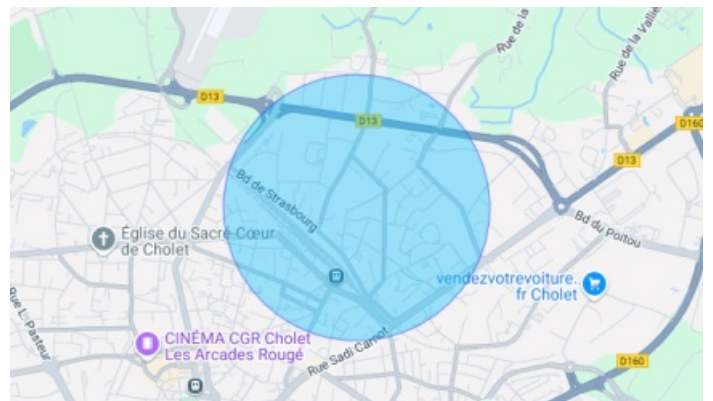 Rue de la
Rue de la Vallée
D13
D13
D160
D13
Bd de Strasbourg
Bd du Poitou
Église du Sacré-Cœur
de Cholet
vendezvotrevoiture.
fr Cholet
Rue L. Pasteur
CINÉMA CGR Cholet
Les Arcades Rougé
Rue Sadi Carnot
D160